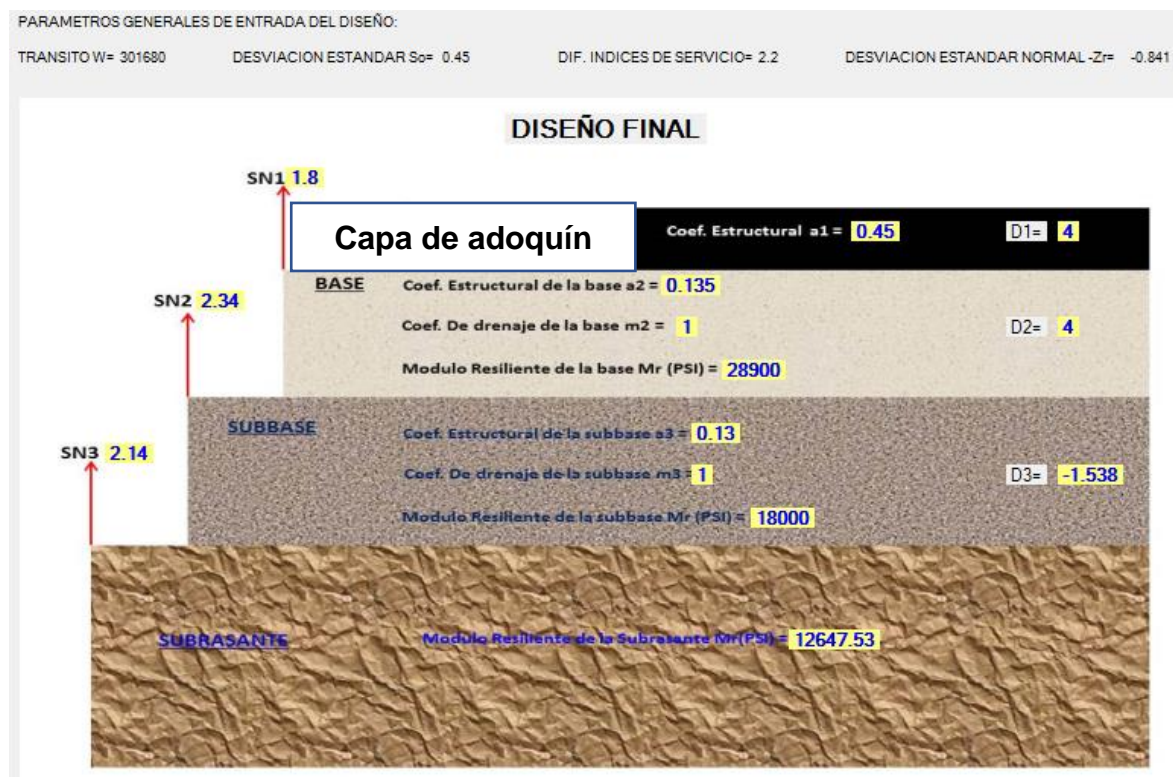 PARAMETROS GENERALES DE ENTRADA DEL DISEÑO:
TRANSITO W= 301680 DESVIACION ESTANDAR So= 0.45 DIF. INDICES DE SERVICIO= 2.2 DESVIACION ESTANDAR NORMAL -Zr= -0.841
DISEÑO FINAL
SN1 1.8
Capa de adoquín Coef. Estructural a1 = 0.45 D1= 4
BASE Coef. Estructural de la base a2 = 0.135
SN2 2.34
Coef. De drenaje de la base m2 = 1 D2= 4
Modulo Resiliente de la base Mr (PSI) = 28900
SUBBASE Coef. Estructural de la subbase a3 = 0.13
SN3 2.14
Coef. De drenaje de la subbase m3 = 1 D3= -1.538
Modulo Resiliente de la subbase Mr (PSI) = 18000
SUBRASANTE Modulo Resiliente de la Subrasante Mr(PSI) = 12647.53